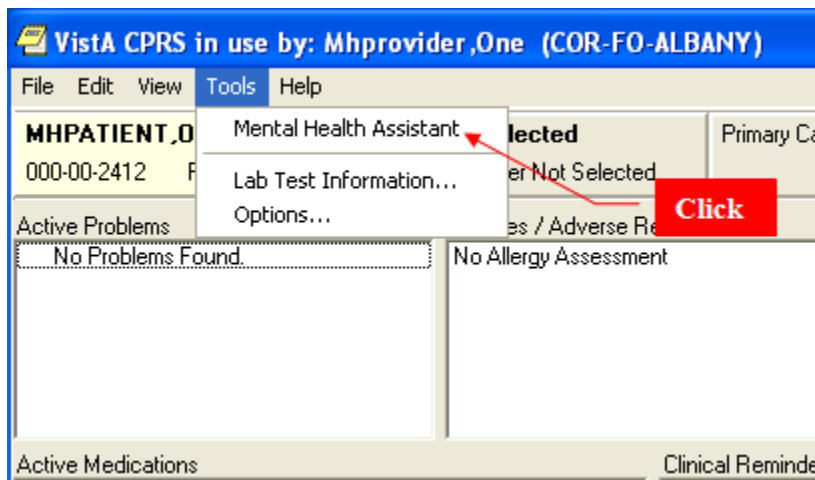 VistA CPRS in use by: Mhprovider,One (COR-FO-ALBANY)
File Edit View Tools Help
MHPATIENT,O
Mental Health Assistant
lected
Primary Ca
000-00-2412 F
Lab Test Information...
er Not Selected
Options...
Click
Active Problems
es / Adverse Re
No Problems Found.
No Allergy Assessment
Active Medications
Clinical Reminde